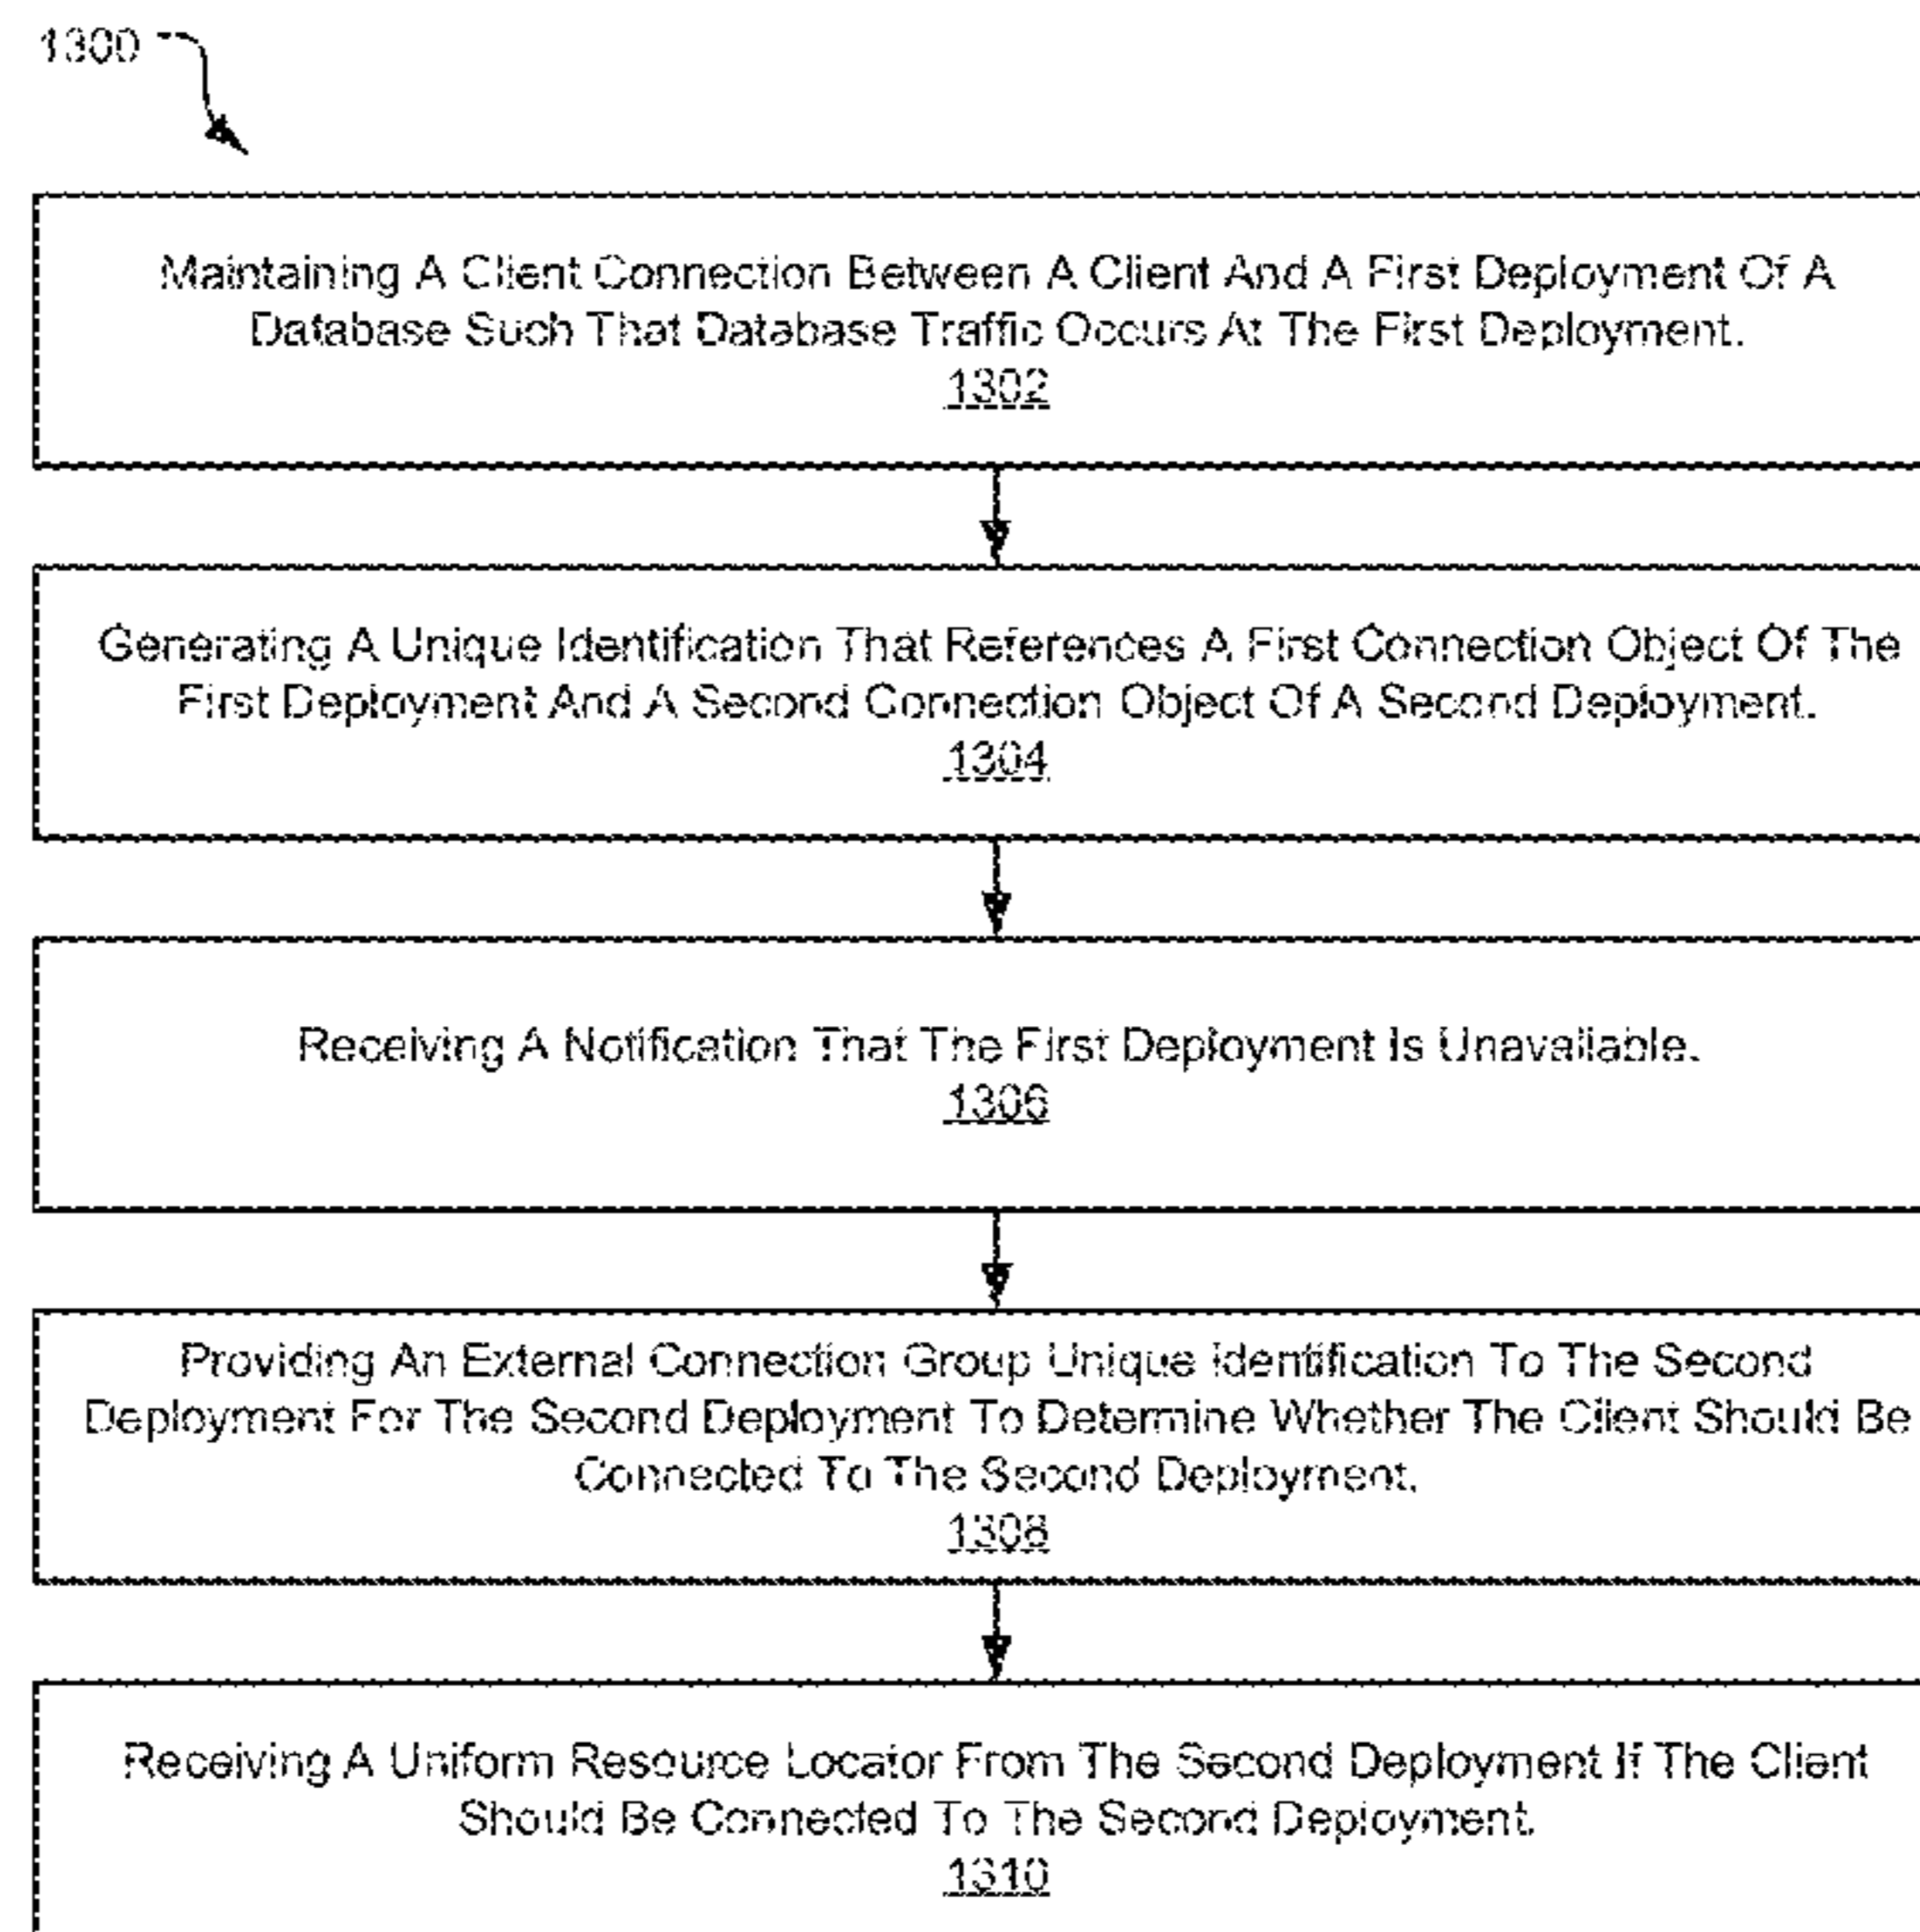 1300
Maintaining A Client Connection Between A Client And A First Deployment Of A
Database Such That Database Traffic Occurs At The First Deployment.
1302
Generating A Unique Identification That References A First Connection Object Of The
First Deployment And A Second Connection Object Of A Second Deployment.
1304
Receiving A Notification That The First Deployment Is Unavailable.
1306
Providing An External Connection Group Unique Identification To The Second
Deployment For The Second Deployment To Determine Whether The Client Should Be
Connected To The Second Deployment.
1308
Receiving A Uniform Resource Locator From The Second Deployment If The Client
Should Be Connected To The Second Deployment.
1310